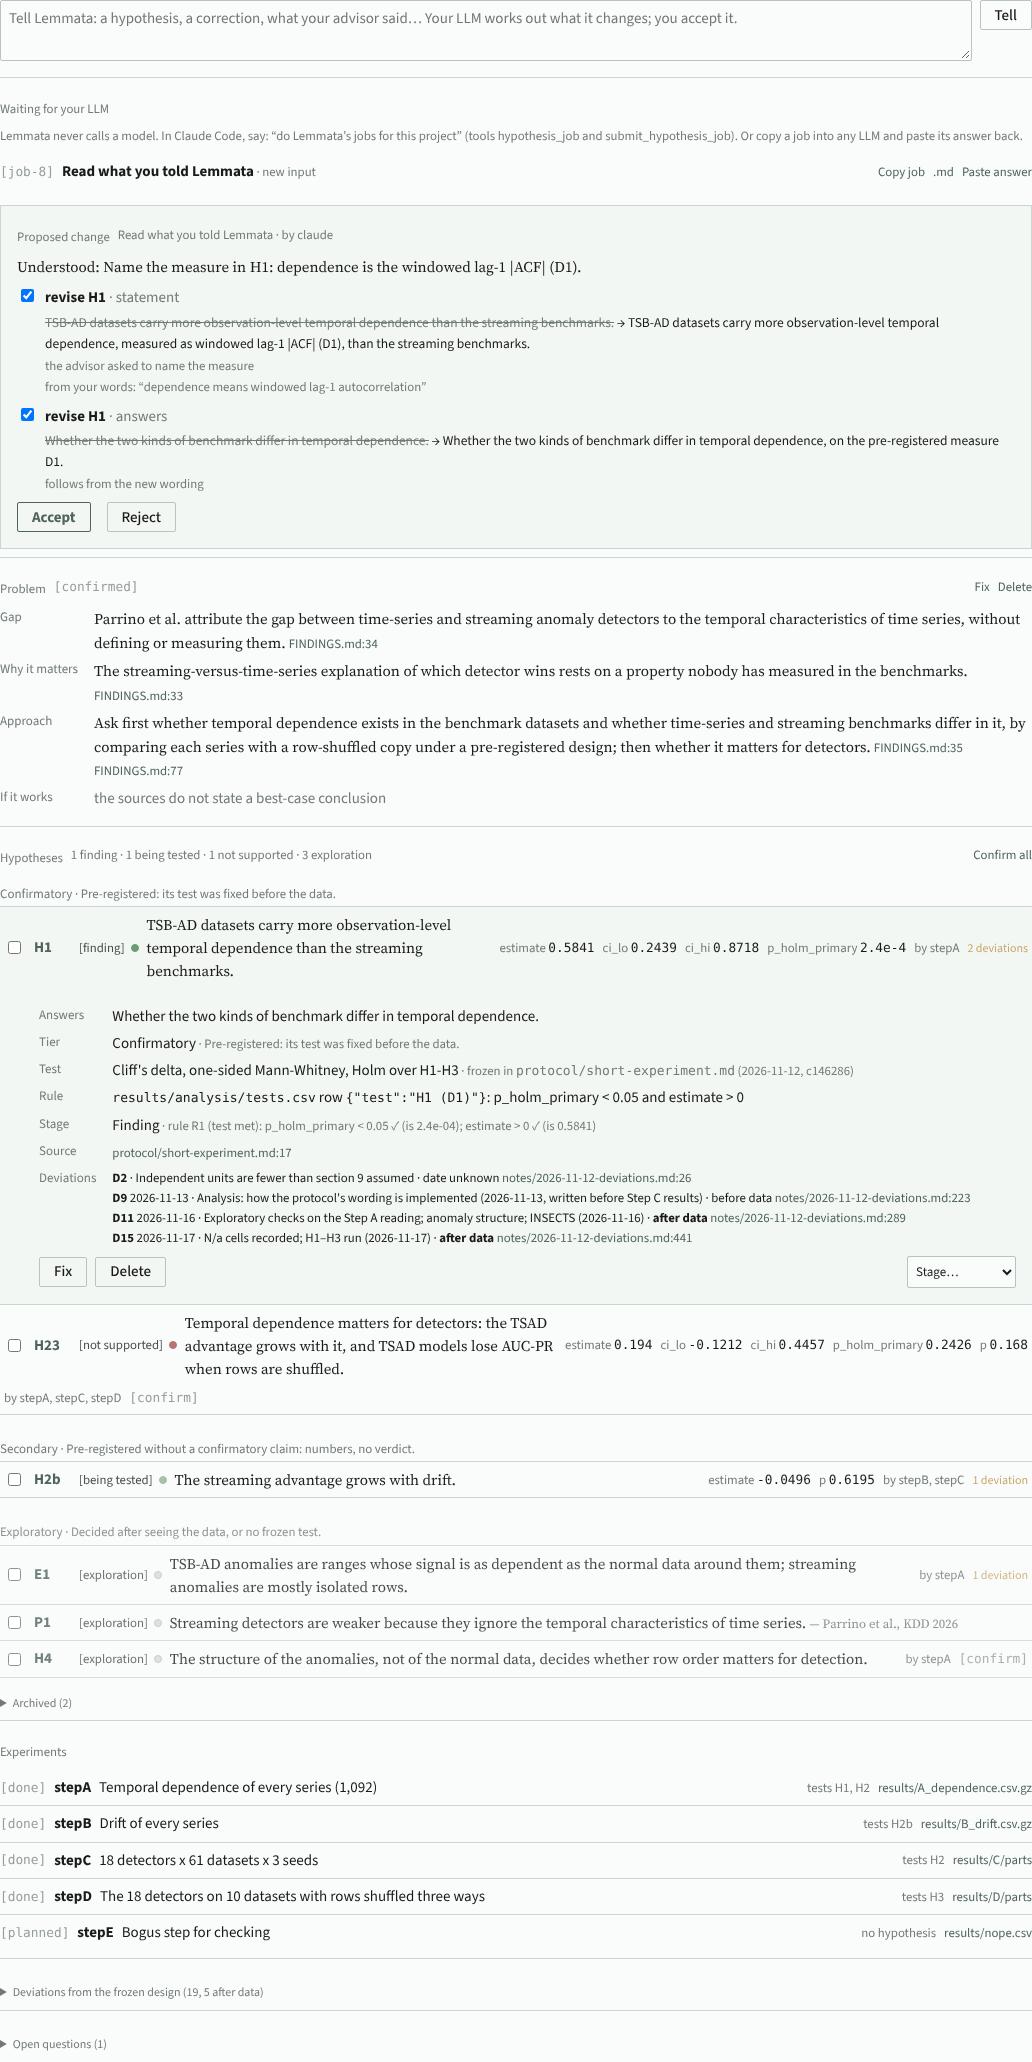 Tell Lemmata: a hypothesis, a correction, what your advisor said… Your LLM works out what it changes; you accept it.
Tell
Waiting for your LLM
Lemmata never calls a model. In Claude Code, say: “do Lemmata’s jobs for this project” (tools hypothesis_job and submit_hypothesis_job). Or copy a job into any LLM and paste its answer back.
[job-8] Read what you told Lemmata · new input Copy job .md Paste answer
Proposed change Read what you told Lemmata · by claude
Understood: Name the measure in H1: dependence is the windowed lag-1 |ACF| (D1).
revise H1 · statement
TSB-AD datasets carry more observation-level temporal dependence than the streaming benchmarks. → TSB-AD datasets carry more observation-level temporal
dependence, measured as windowed lag-1 |ACF| (D1), than the streaming benchmarks.
the advisor asked to name the measure
from your words: “dependence means windowed lag-1 autocorrelation”
revise H1 · answers
Whether the two kinds of benchmark differ in temporal dependence. → Whether the two kinds of benchmark differ in temporal dependence, on the pre-registered measure
D1.
follows from the new wording
Accept Reject
Problem [confirmed] Fix Delete
Gap Parrino et al. attribute the gap between time-series and streaming anomaly detectors to the temporal characteristics of time series, without
defining or measuring them. FINDINGS.md:34
Why it matters The streaming-versus-time-series explanation of which detector wins rests on a property nobody has measured in the benchmarks.
FINDINGS.md:33
Approach Ask first whether temporal dependence exists in the benchmark datasets and whether time-series and streaming benchmarks differ in it, by
comparing each series with a row-shuffled copy under a pre-registered design; then whether it matters for detectors. FINDINGS.md:35
FINDINGS.md:77
If it works the sources do not state a best-case conclusion
Hypotheses 1 finding · 1 being tested · 1 not supported · 3 exploration Confirm all
Confirmatory · Pre-registered: its test was fixed before the data.
H1 [finding] TSB-AD datasets carry more observation-level
temporal dependence than the streaming
benchmarks.
estimate 0.5841 ci_lo 0.2439 ci_hi 0.8718 p_holm_primary 2.4e-4 by stepA 2 deviations
Answers Whether the two kinds of benchmark differ in temporal dependence.
Tier Confirmatory · Pre-registered: its test was fixed before the data.
Test Cliff's delta, one-sided Mann-Whitney, Holm over H1-H3 · frozen in protocol/short-experiment.md (2026-11-12, c146286)
Rule results/analysis/tests.csv row {"test":"H1 (D1)"}: p_holm_primary < 0.05 and estimate > 0
Stage Finding · rule R1 (test met): p_holm_primary < 0.05 ✓ (is 2.4e-04); estimate > 0 ✓ (is 0.5841)
Source protocol/short-experiment.md:17
Deviations D2 · Independent units are fewer than section 9 assumed · date unknown notes/2026-11-12-deviations.md:26
D9 2026-11-13 · Analysis: how the protocol's wording is implemented (2026-11-13, written before Step C results) · before data notes/2026-11-12-deviations.md:223
D11 2026-11-16 · Exploratory checks on the Step A reading; anomaly structure; INSECTS (2026-11-16) · after data notes/2026-11-12-deviations.md:289
D15 2026-11-17 · N/a cells recorded; H1–H3 run (2026-11-17) · after data notes/2026-11-12-deviations.md:441
Fix Delete Stage…
H23 [not supported] Temporal dependence matters for detectors: the TSAD
advantage grows with it, and TSAD models lose AUC-PR
when rows are shuffled.
estimate 0.194 ci_lo -0.1212 ci_hi 0.4457 p_holm_primary 0.2426 p 0.168
by stepA, stepC, stepD [confirm]
Secondary · Pre-registered without a confirmatory claim: numbers, no verdict.
H2b [being tested] The streaming advantage grows with drift. estimate -0.0496 p 0.6195 by stepB, stepC 1 deviation
Exploratory · Decided after seeing the data, or no frozen test.
E1 [exploration] TSB-AD anomalies are ranges whose signal is as dependent as the normal data around them; streaming
anomalies are mostly isolated rows.
by stepA 1 deviation
P1 [exploration] Streaming detectors are weaker because they ignore the temporal characteristics of time series. — Parrino et al., KDD 2026
H4 [exploration] The structure of the anomalies, not of the normal data, decides whether row order matters for detection. by stepA [confirm]
Archived (2)
Experiments
[done] stepA Temporal dependence of every series (1,092) tests H1, H2 results/A_dependence.csv.gz
[done] stepB Drift of every series tests H2b results/B_drift.csv.gz
[done] stepC 18 detectors x 61 datasets x 3 seeds tests H2 results/C/parts
[done] stepD The 18 detectors on 10 datasets with rows shuffled three ways tests H3 results/D/parts
[planned] stepE Bogus step for checking no hypothesis results/nope.csv
Deviations from the frozen design (19, 5 after data)
Open questions (1)